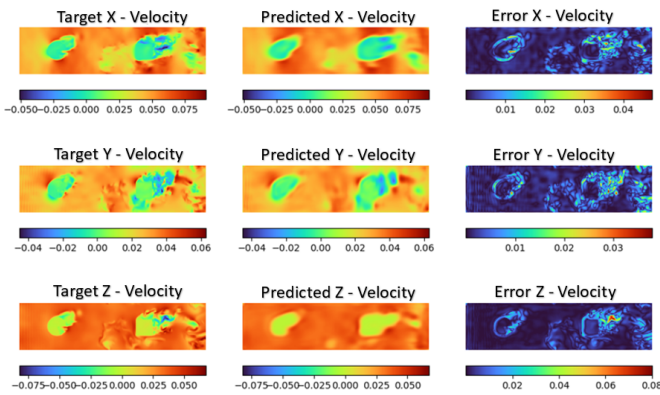 Target X - Velocity Predicted X - Velocity Error X - Velocity
−0.050 −0.025 0.000 0.025 0.050 0.075 −0.050 −0.025 0.000 0.025 0.050 0.075 0.01 0.02 0.03 0.04
Target Y - Velocity Predicted Y - Velocity Error Y - Velocity
−0.04 −0.02 0.00 0.02 0.04 0.06 −0.04 −0.02 0.00 0.02 0.04 0.06 0.01 0.02 0.03
Target Z - Velocity Predicted Z - Velocity Error Z - Velocity
−0.075 −0.050 −0.025 0.000 0.025 0.050 −0.075 −0.050 −0.025 0.000 0.025 0.050 0.02 0.04 0.06 0.08